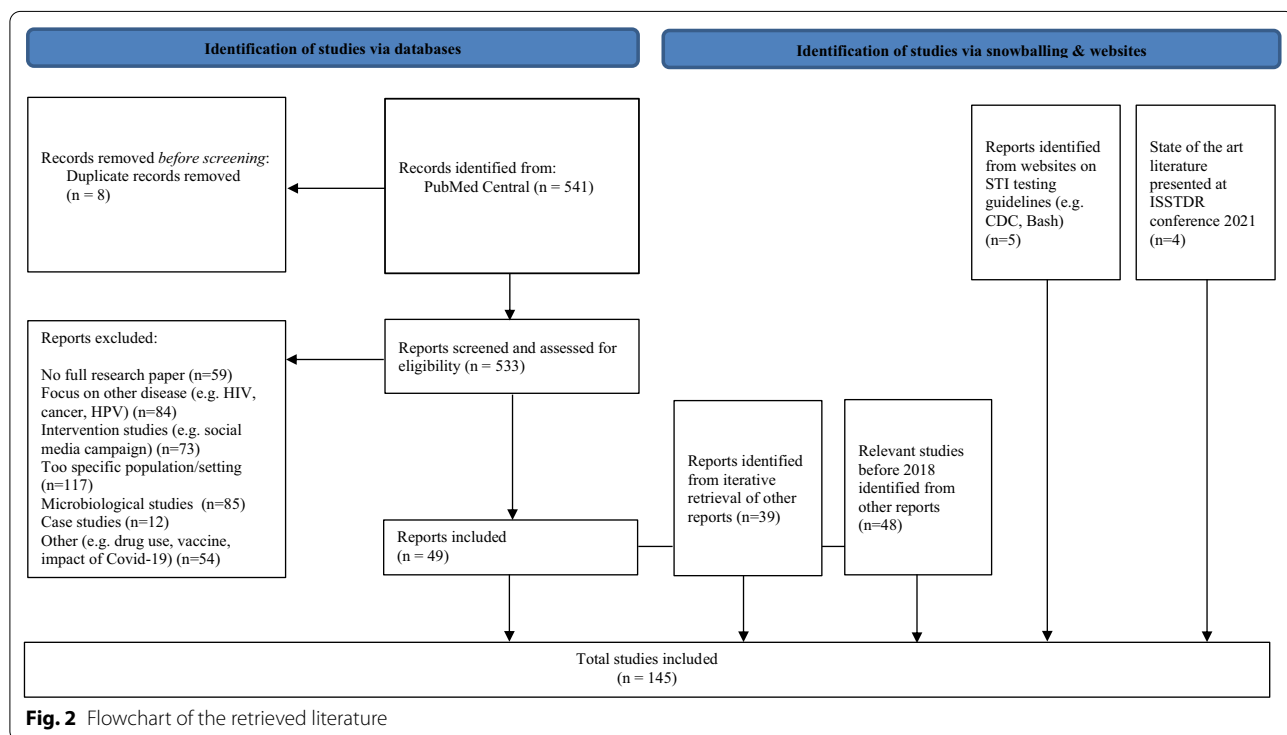 Identification of studies via databases
Identification of studies via snowballing & websites
Records removed before screening:
Duplicate records removed
(n = 8)
Records identified from:
PubMed Central (n = 541)
Reports identified
from websites on
STI testing
guidelines (e.g.
CDC, Bash)
(n=5)
State of the art
literature
presented at
ISSTDR
conference 2021
(n=4)
Reports excluded:
No full research paper (n=59)
Focus on other disease (e.g. HIV,
cancer, HPV) (n=84)
Intervention studies (e.g. social
media campaign) (n=73)
Too specific population/setting
(n=117)
Microbiological studies (n=85)
Case studies (n=12)
Other (e.g. drug use, vaccine,
impact of Covid-19) (n=54)
Reports screened and assessed for
eligibility (n = 533)
Reports included
(n = 49)
Reports identified
from iterative
retrieval of other
reports (n=39)
Relevant studies
before 2018
identified from
other reports
(n=48)
Total studies included
(n = 145)
Fig. 2 Flowchart of the retrieved literature